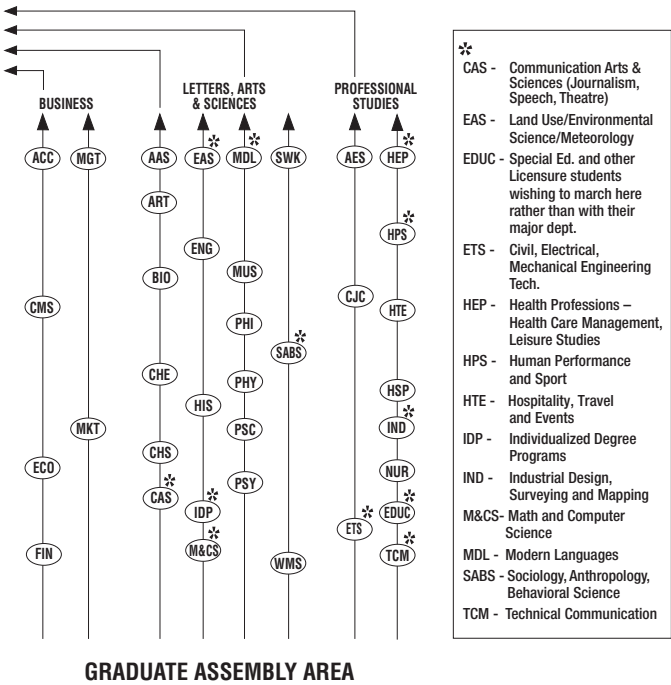 BUSINESS
LETTERS, ARTS
& SCIENCES
PROFESSIONAL
STUDIES
ACC
MGT
AAS
EAS*
MDL*
SWK
AES
HEP*
ART
HPS*
ENG
BIO
MUS
CJC
CMS
HTE
PHI
SABS*
CHE
PHY
HSP
HIS
MKT
PSC
IND*
CHS
ECO
NUR
PSY
CAS*
IDP*
EDUC*
ETS*
FIN
M&CS*
WMS
TCM*
*
CAS - Communication Arts &
Sciences (Journalism,
Speech, Theatre)
EAS - Land Use/Environmental
Science/Meteorology
EDUC - Special Ed. and other
Licensure students
wishing to march here
rather than with their
major dept.
ETS - Civil, Electrical,
Mechanical Engineering
Tech.
HEP - Health Professions –
Health Care Management,
Leisure Studies
HPS - Human Performance
and Sport
HTE - Hospitality, Travel
and Events
IDP - Individualized Degree
Programs
IND - Industrial Design,
Surveying and Mapping
M&CS- Math and Computer
Science
MDL - Modern Languages
SABS - Sociology, Anthropology,
Behavioral Science
TCM - Technical Communication
GRADUATE ASSEMBLY AREA